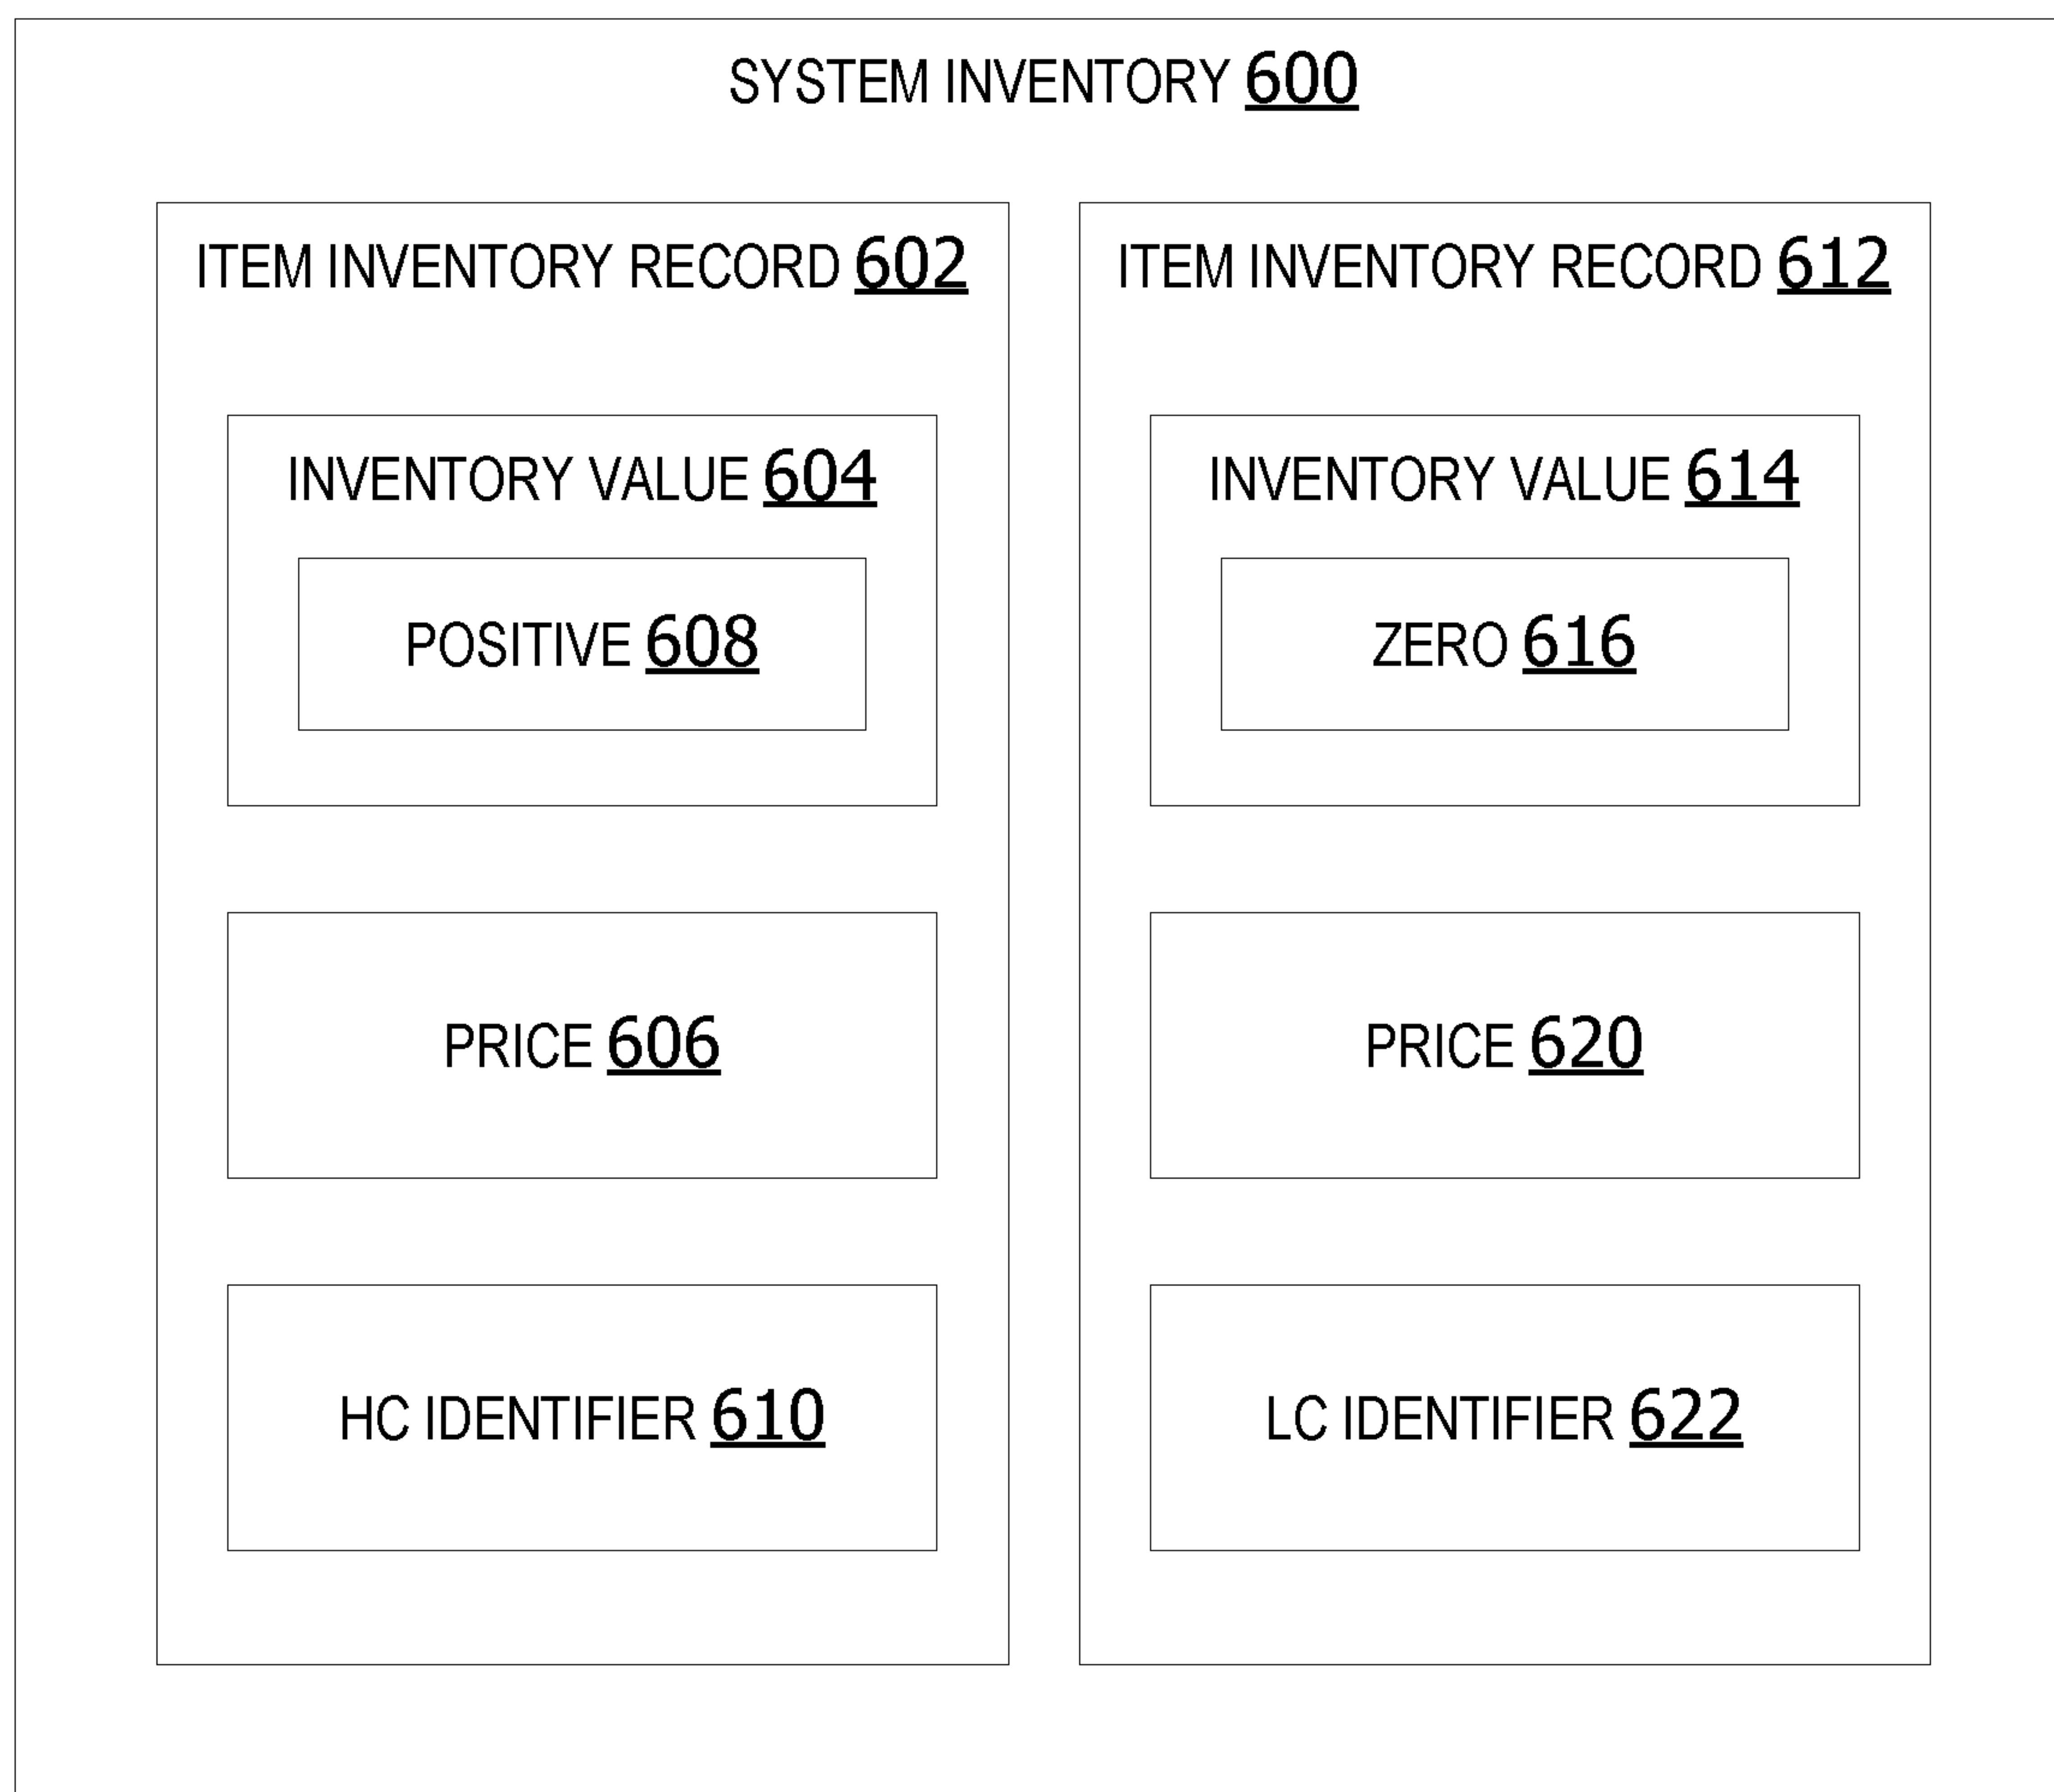 SYSTEM INVENTORY 600
ITEM INVENTORY RECORD 602
INVENTORY VALUE 604
POSITIVE 608
PRICE 606
HC IDENTIFIER 610
ITEM INVENTORY RECORD 612
INVENTORY VALUE 614
ZERO 616
PRICE 620
LC IDENTIFIER 622